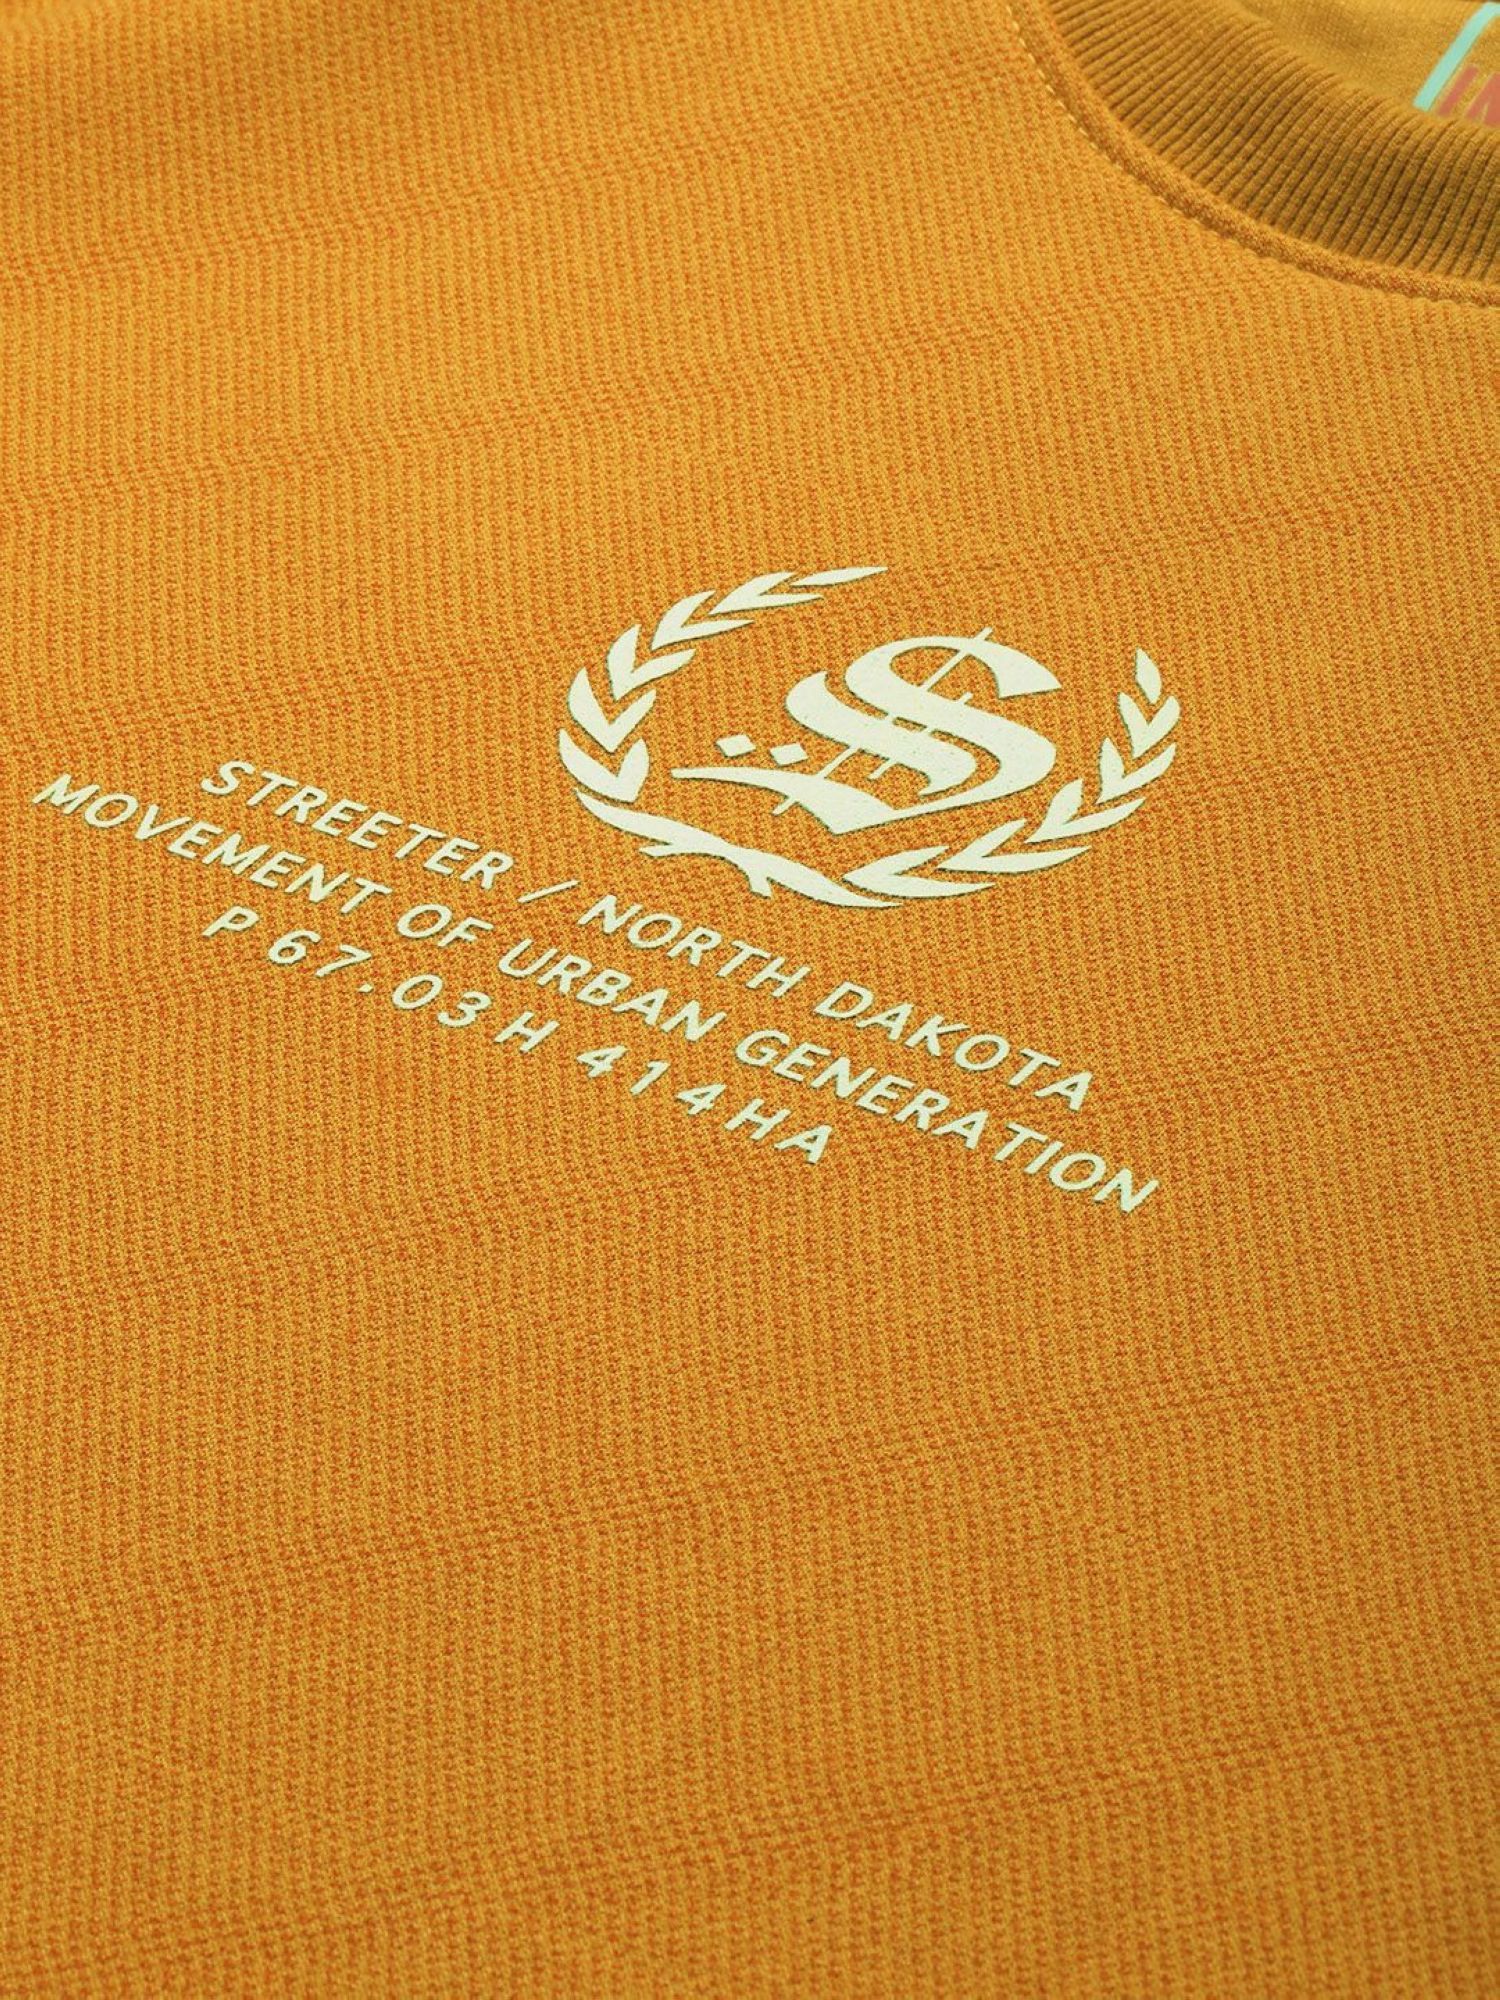 S
STREETER / NORTH DAKOTA
MOVEMENT OF URBAN GENERATION
P 67.03 H 414 HA